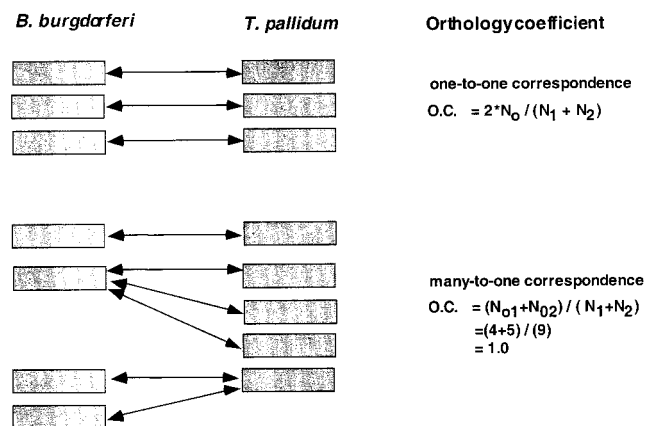 B. burgdorferi T. pallidum Orthology coefficient
one-to-one correspondence
O.C. = 2*No / (N1 + N2)
many-to-one correspondence
O.C. = (No1+N02) / ( N1+N2)
=(4+5) / (9)
= 1.0